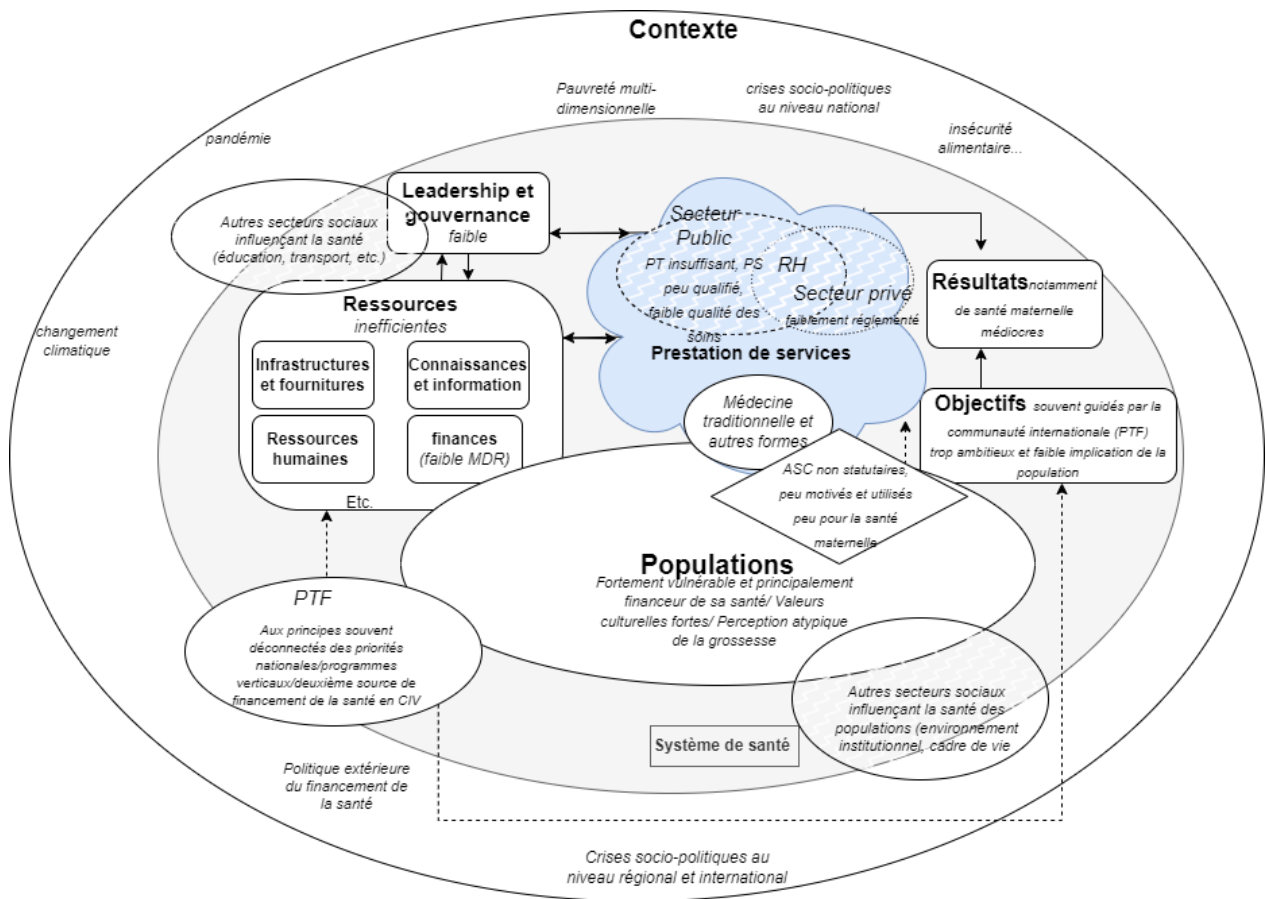 Contexte
Pauvreté multi-
dimensionnelle
crises socio-politiques
au niveau national
pandémie
insécurité
alimentaire...
changement
climatique
Autres secteurs sociaux
influençant la santé
(éducation, transport, etc.)
Leadership et
gouvernance
faible
Ressources
inefficientes
Infrastructures
et fournitures
Connaissances
et information
Ressources
humaines
finances
(faible MDR)
Etc.
Secteur
Public
PT insuffisant, PS
peu qualifié,
faible qualité des
soins
RH
Secteur privé
faiblement réglementé
Prestation de services
Médecine
traditionnelle et
autres formes
ASC non statutaires,
peu motivés et utilisés
peu pour la santé
maternelle
Résultats notamment
de santé maternelle
médiocres
Objectifs souvent guidés par la
communauté internationale (PTF)
trop ambitieux et faible implication de la
population
Populations
Fortement vulnérable et principalement
financeur de sa santé/ Valeurs
culturelles fortes/ Perception atypique
de la grossesse
PTF
Aux principes souvent
déconnectés des priorités
nationales/programmes
verticaux/deuxième source de
financement de la santé en CIV
Autres secteurs sociaux
influençant la santé des
populations (environnement
institutionnel, cadre de vie
Système de santé
Politique extérieure
du financement de
la santé
Crises socio-politiques au
niveau régional et international